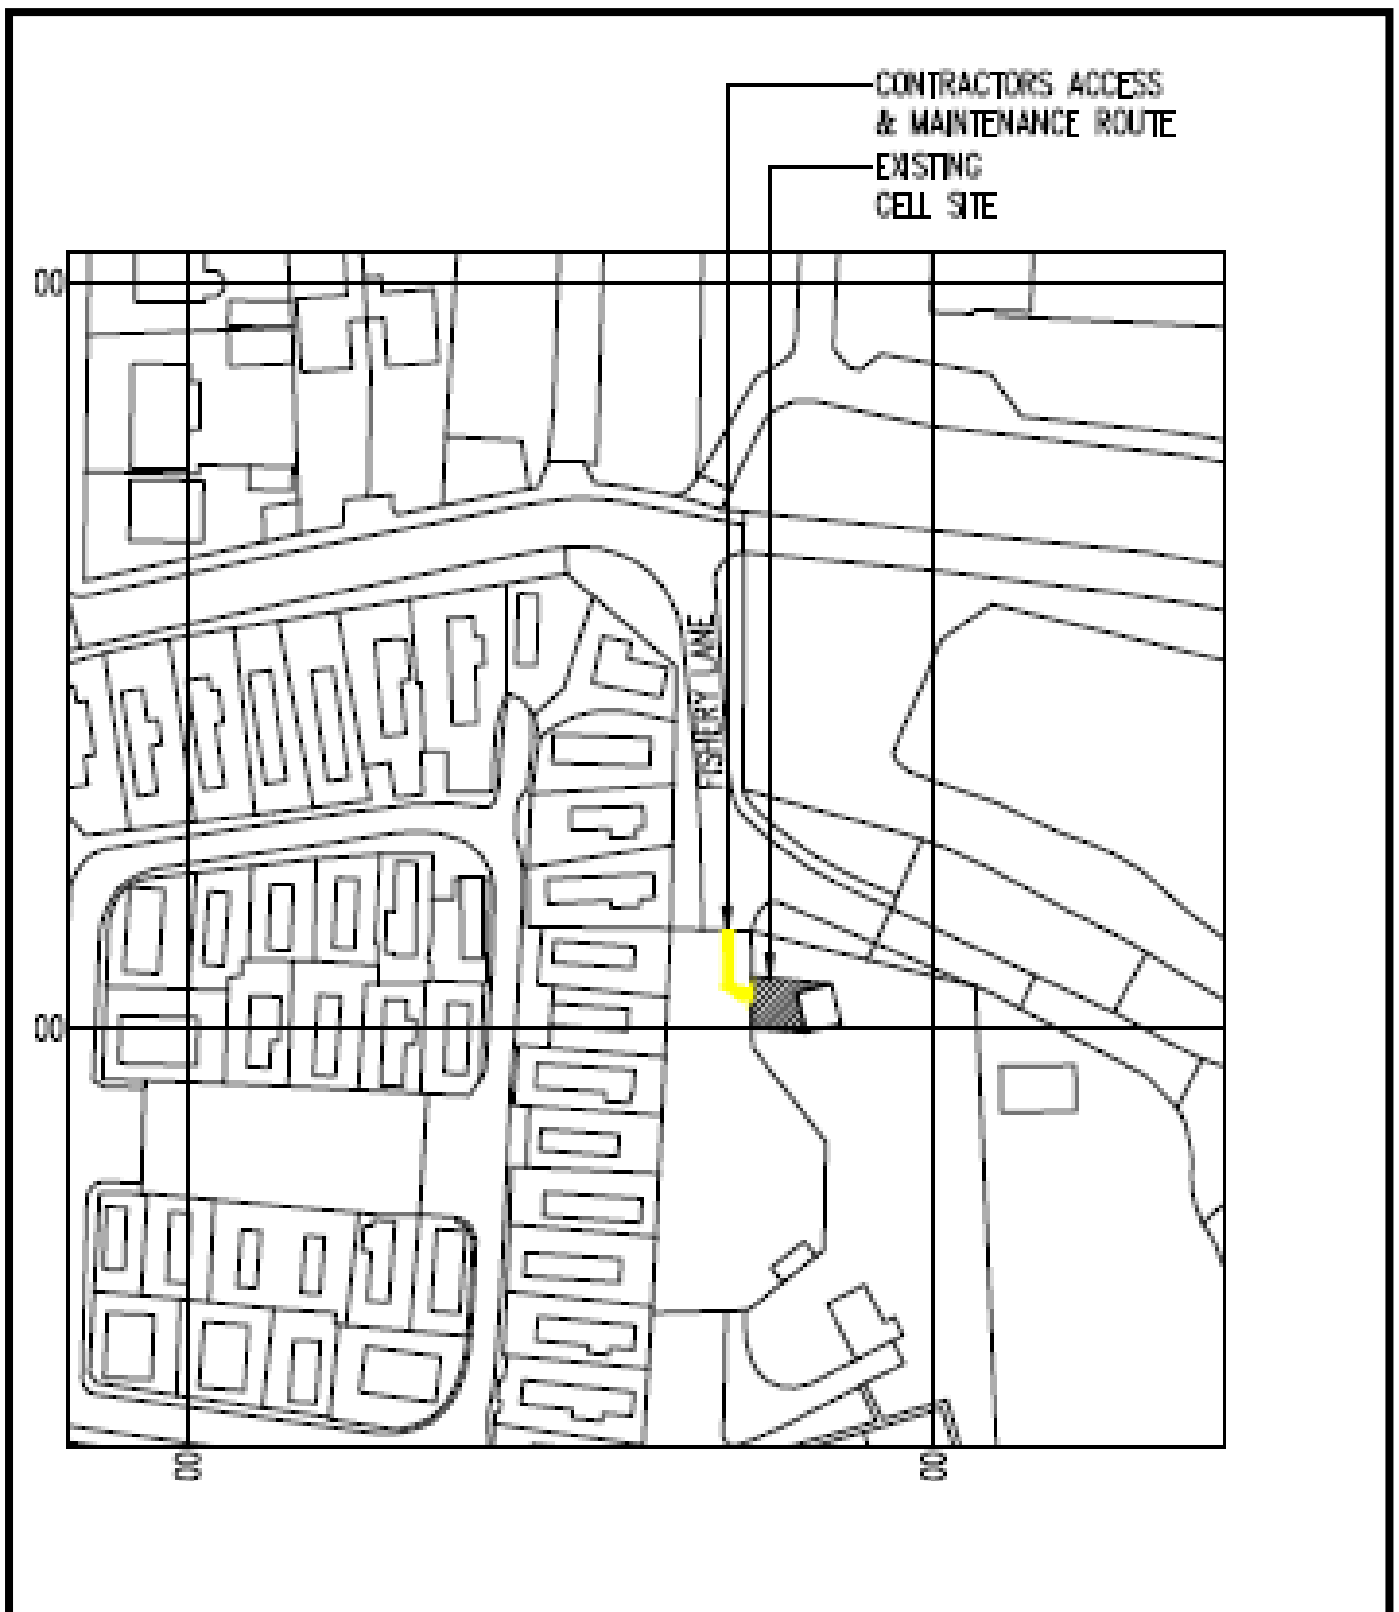 CONTRACTORS ACCESS
& MAINTENANCE ROUTE
EXISTING
CELL SITE
00
FISHERY LANE
00
00
00